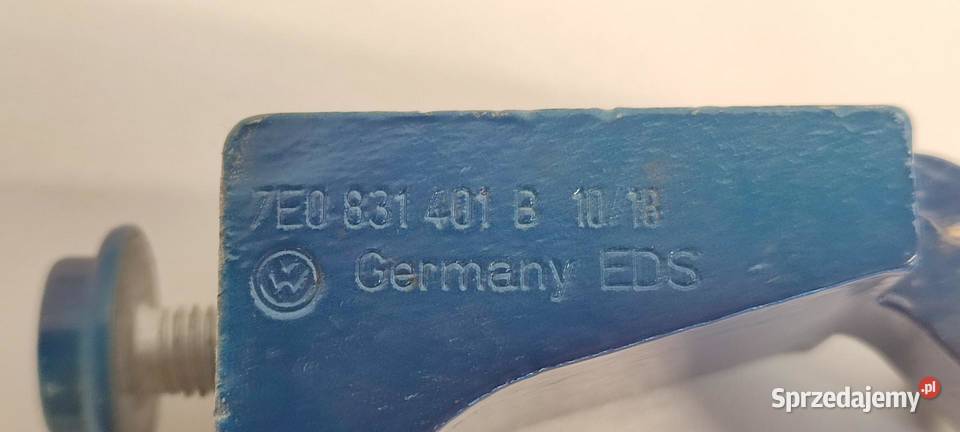 7E0 831 401 B 10/18
Germany EDS
Sprzedajemy.pl